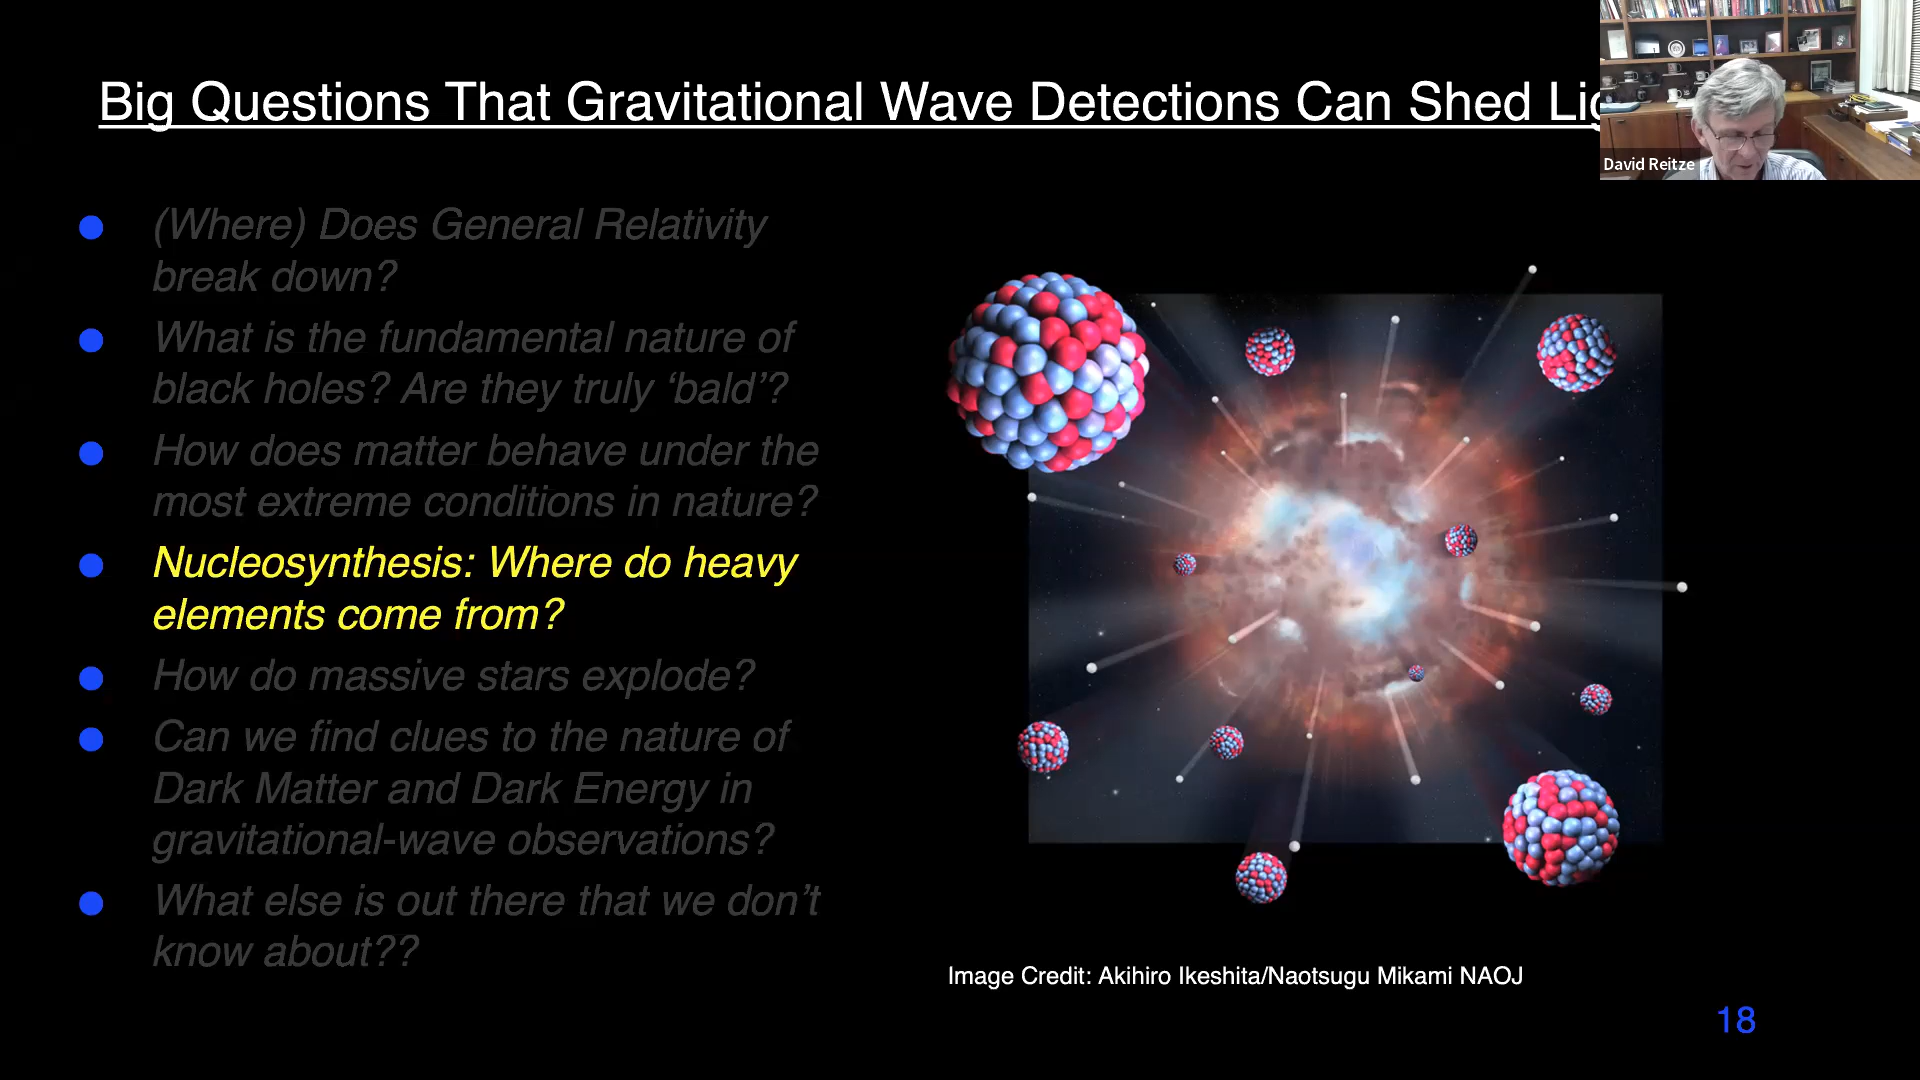 Big Questions That Gravitational Wave Detections Can Shed
David Reitze
(Where) Does General Relativity
break down?
What is the fundamental nature of
black holes? Are they truly ‘bald’?
How does matter behave under the
most extreme conditions in nature?
Nucleosynthesis: Where do heavy
elements come from?
How do massive stars explode?
Can we find clues to the nature of
Dark Matter and Dark Energy in
gravitational-wave observations?
What else is out there that we don’t
know about??
Image Credit: Akihiro Ikeshita/Naotsugu Mikami NAOJ
18